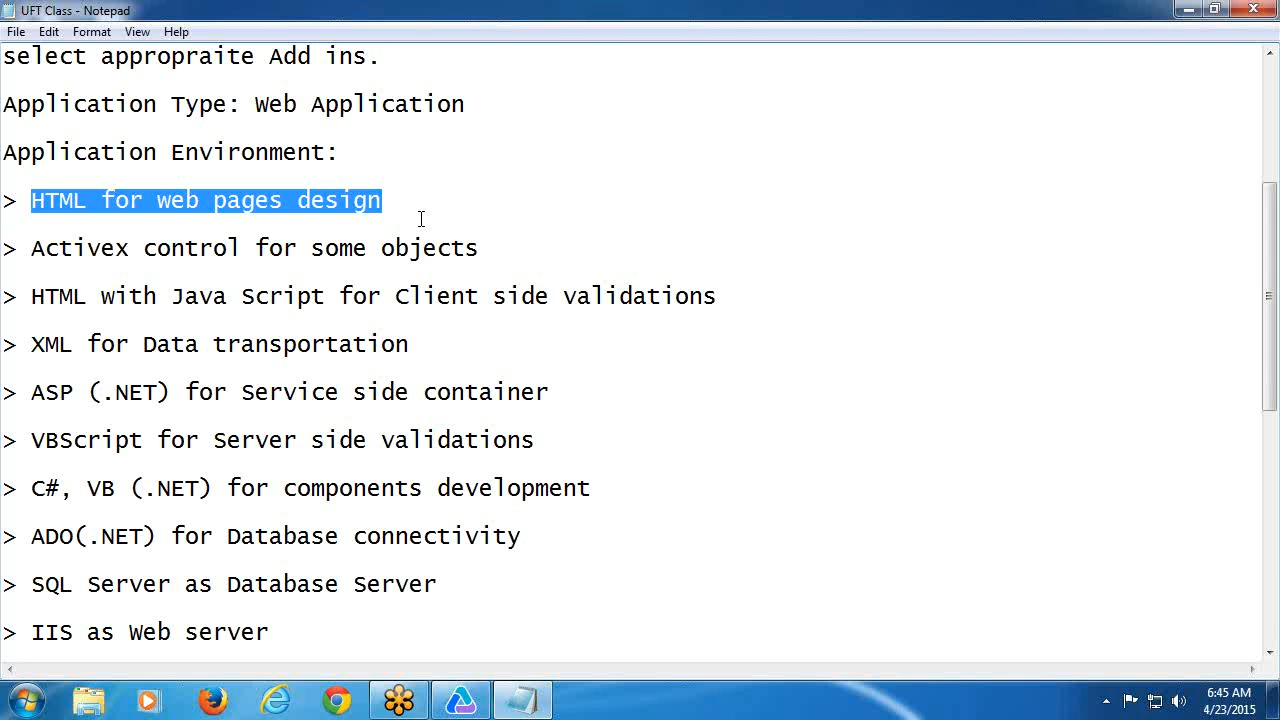 UFT Class - Notepad
File Edit Format View Help
select appropraite Add ins.
Application Type: Web Application
Application Environment:
> HTML for web pages design
> Activex control for some objects
> HTML with Java Script for Client side validations
> XML for Data transportation
> ASP (.NET) for Service side container
> VBScript for Server side validations
> C#, VB (.NET) for components development
> ADO(.NET) for Database connectivity
> SQL Server as Database Server
> IIS as Web server
6:45 AM
4/23/2015